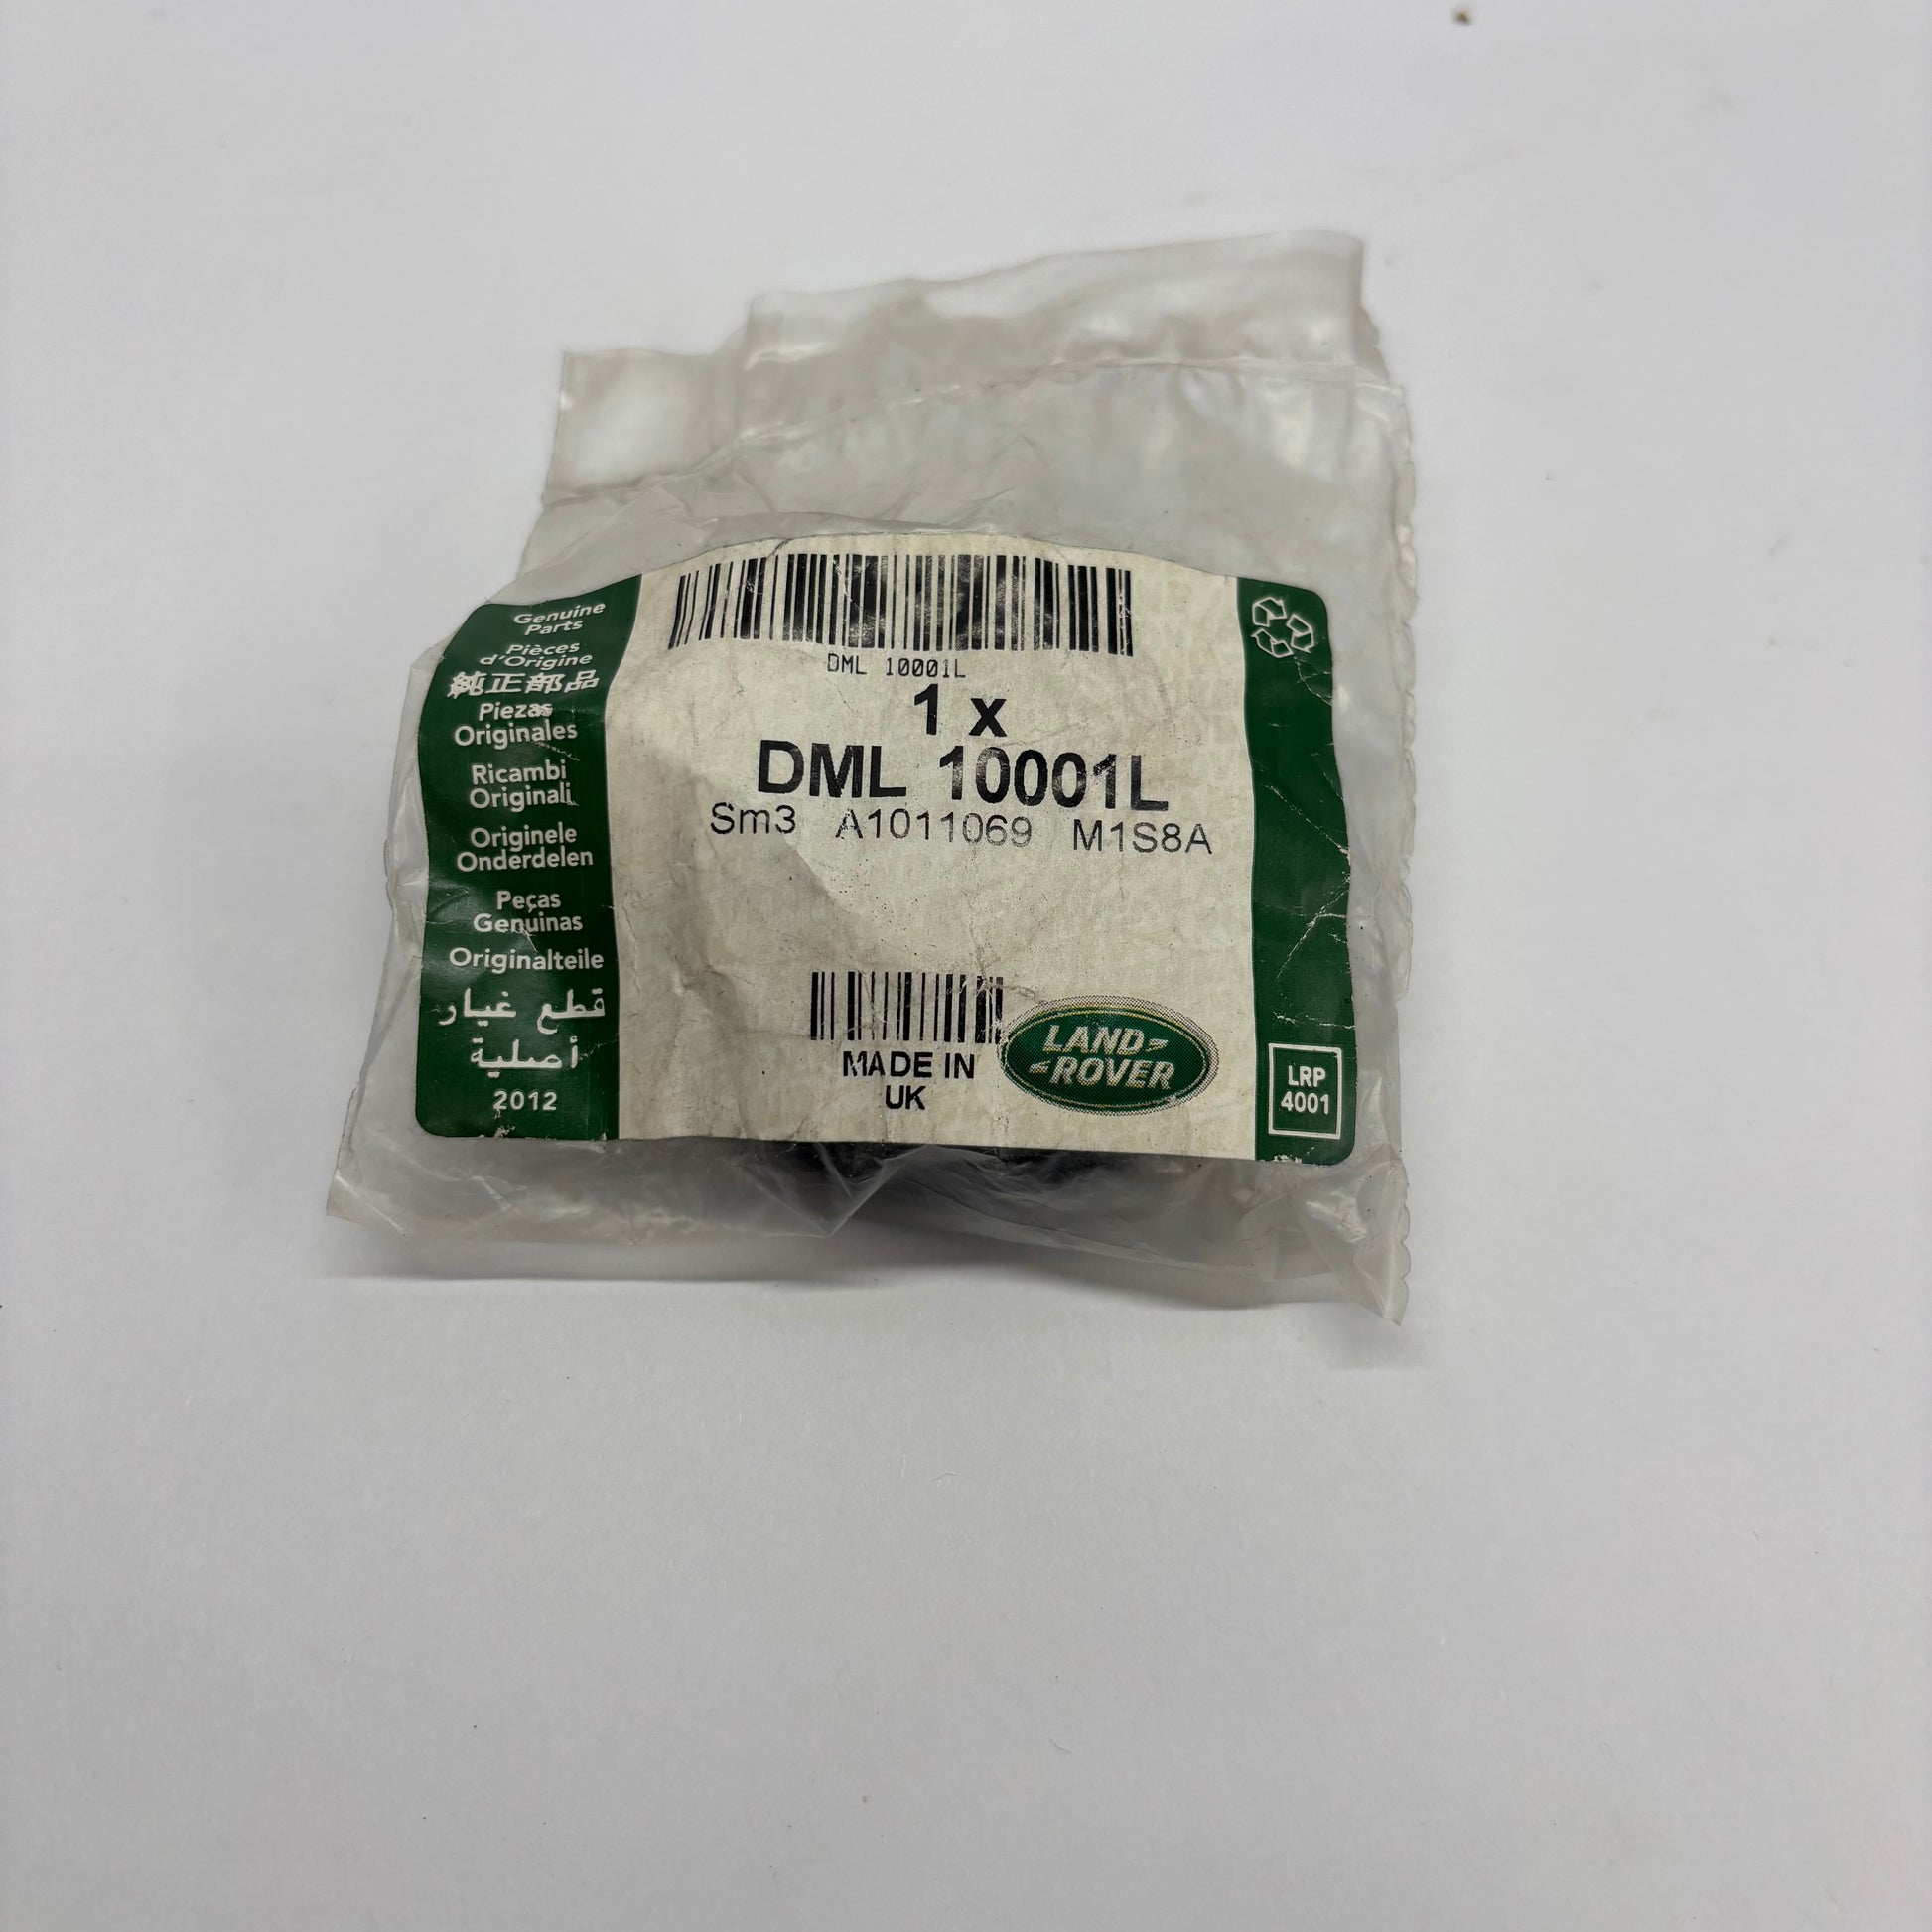 Genuine
Parts
Pièces
d'Origine
純正部品
Piezas
Originales
Ricambi
Originali
Originele
Onderdelen
Peças
Genuinas
Originalteile
قطع غيار
أصلية
2012
DML 10001L
1 x
DML 10001L
Sm3 A1011069 M1S8A
MADE IN
UK
LAND-
-ROVER
LRP
4001